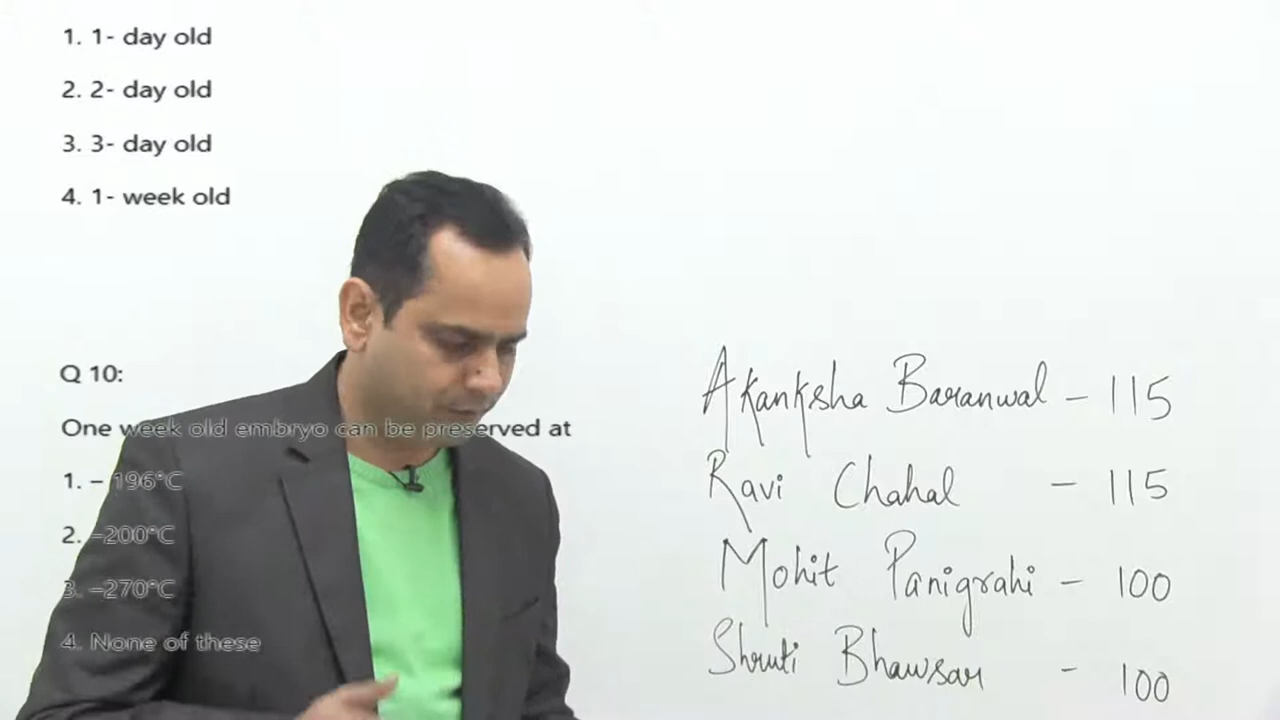 1. 1- day old
2. 2- day old
3. 3- day old
4. 1- week old
Q 10:
One week old embryo can be preserved at
1. – 196°C
2. –200°C
3. –270°C
4. None of these
Akanksha Baranwal - 115
Ravi Chahal - 115
Mohit Panigrahi - 100
Shruti Bhawsar - 100